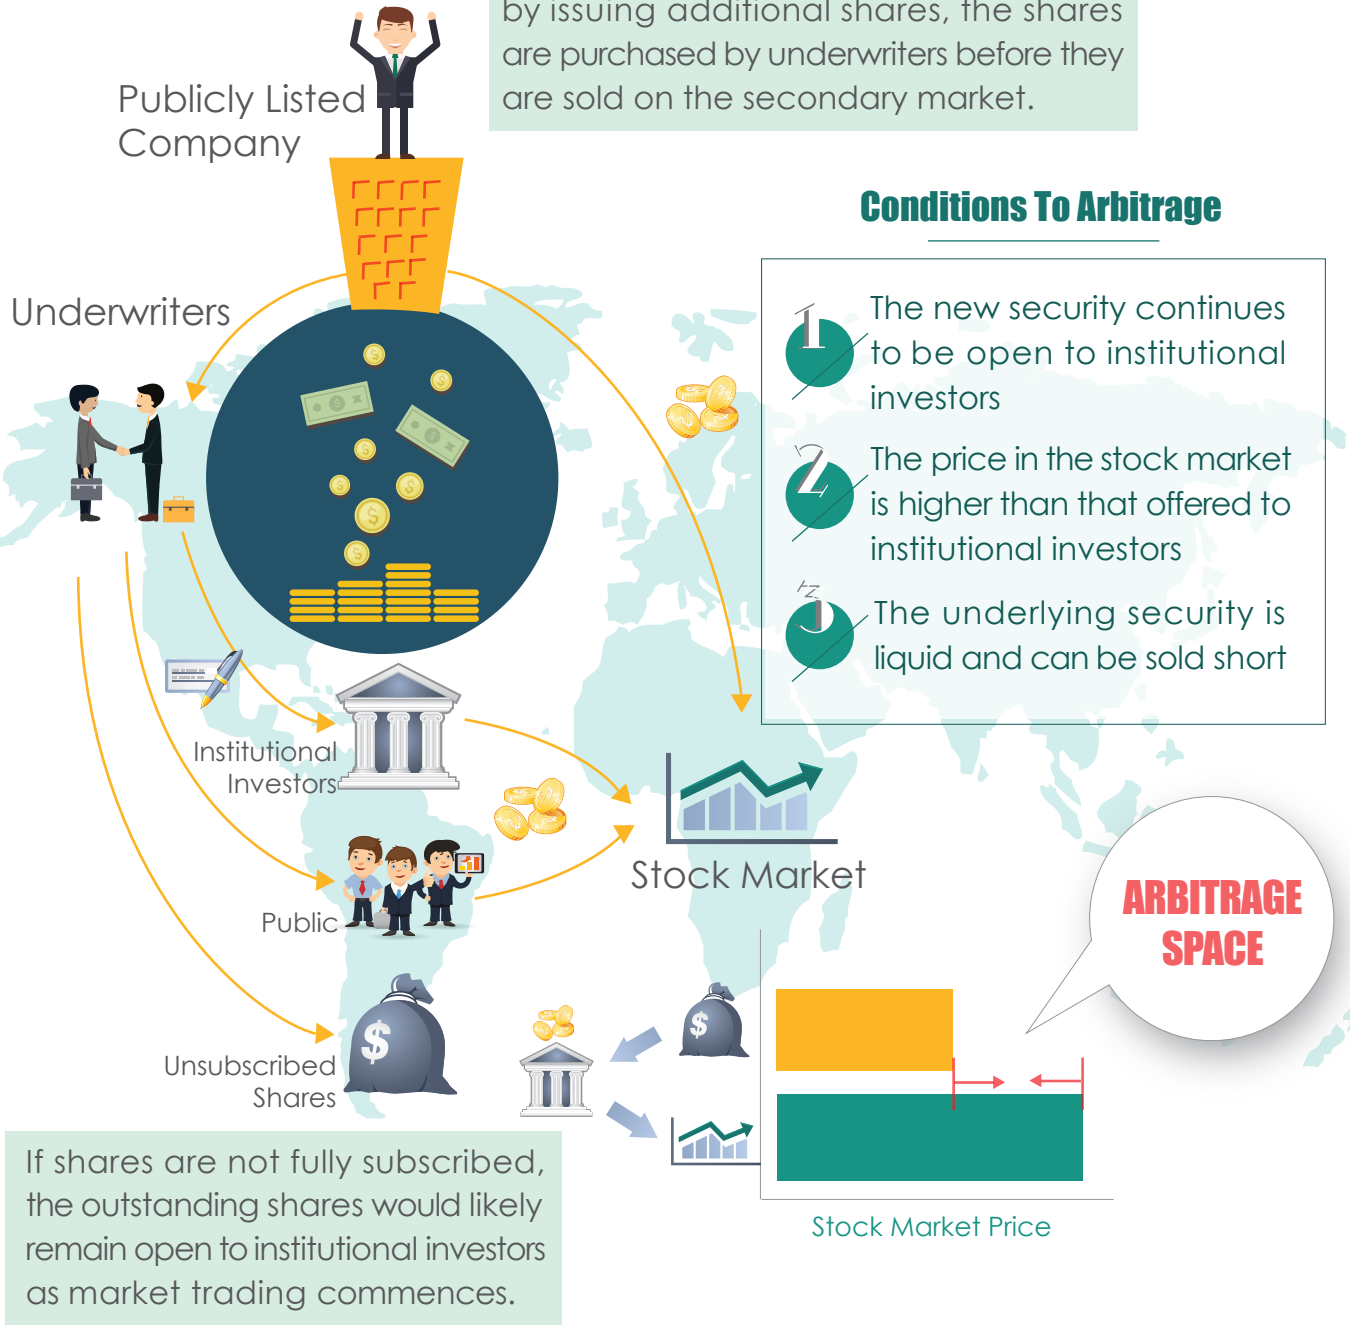 by issuing additional shares, the shares
are purchased by underwriters before they
are sold on the secondary market.
Publicly Listed
Company
Conditions To Arbitrage
Underwriters
1
The new security continues
to be open to institutional
investors
2
The price in the stock market
is higher than that offered to
institutional investors
3
The underlying security is
liquid and can be sold short
Institutional
Investors
Stock Market
Public
ARBITRAGE
SPACE
$
$
Unsubscribed
Shares
If shares are not fully subscribed,
the outstanding shares would likely
remain open to institutional investors
as market trading commences.
Stock Market Price